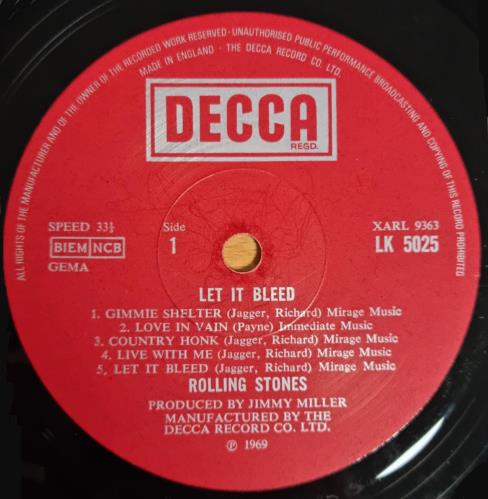 ALL RIGHTS OF THE MANUFACTURER AND OF THE OWNER OF THE RECORDED WORK RESERVED · UNAUTHORISED PUBLIC PERFORMANCE BROADCASTING AND COPYING OF THIS RECORD PROHIBITED
MADE IN ENGLAND · THE DECCA RECORD CO. LTD.
DECCA
REGD.
SPEED 33⅓
BIEM NCB
GEMA
Side
1
XARL 9363
LK 5025
LET IT BLEED
1. GIMMIE SHELTER (Jagger, Richard) Mirage Music
2. LOVE IN VAIN (Payne) Immediate Music
3. COUNTRY HONK (Jagger, Richard) Mirage Music
4. LIVE WITH ME (Jagger, Richard) Mirage Music
5. LET IT BLEED (Jagger, Richard) Mirage Music
ROLLING STONES
PRODUCED BY JIMMY MILLER
MANUFACTURED BY THE
DECCA RECORD CO. LTD.
℗ 1969